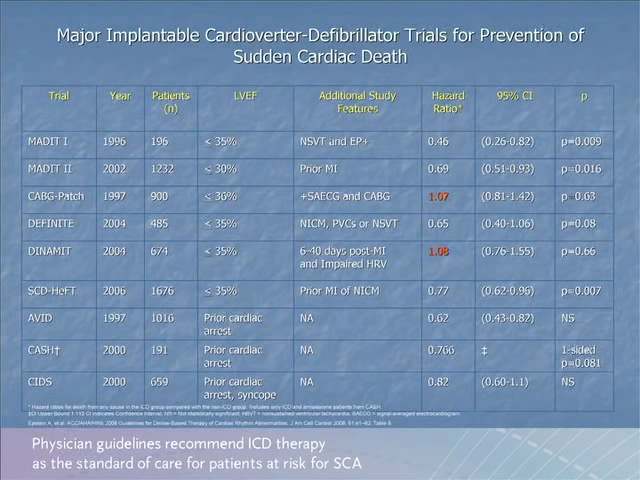 Major Implantable Cardioverter-Defibrillator Trials for Prevention of
Sudden Cardiac Death
Trial Year Patients (n) LVEF Additional Study Features Hazard Ratio* 95% CI p
MADIT I 1996 196 < 35% NSVT and EP+ 0.46 (0.26-0.82) p=0.009
MADIT II 2002 1232 < 30% Prior MI 0.69 (0.51-0.93) p=0.016
CABG-Patch 1997 900 < 36% +SAECG and CABG 1.07 (0.81-1.42) p=0.63
DEFINITE 2004 485 < 35% NICM, PVCs or NSVT 0.65 (0.40-1.06) p=0.08
DINAMIT 2004 674 < 35% 6-40 days post-MI and Impaired HRV 1.08 (0.76-1.55) p=0.66
SCD-HeFT 2006 1676 ≤ 35% Prior MI of NICM 0.77 (0.62-0.96) p=0.007
AVID 1997 1016 Prior cardiac arrest NA 0.62 (0.43-0.82) NS
CASH† 2000 191 Prior cardiac arrest NA 0.766 ‡ 1-sided p=0.081
CIDS 2000 659 Prior cardiac arrest, syncope NA 0.82 (0.60-1.1) NS
* Hazard ratios for death from any cause in the ICD group compared with the non-ICD group. Includes only ICD and amiodarone patients from CASH.
‡CI Upper Bound 1.112 CI indicates Confidence Interval, NS = Not statistically significant, NSVT = nonsustained ventricular tachycardia, SAECG = signal-averaged electrocardiogram
Epstein A, et al. ACC/AHA/HRS 2008 Guidelines for Device-Based Therapy of Cardiac Rhythm Abnormalities. J Am Coll Cardiol 2008; 51:e1-62. Table 5.
Physician guidelines recommend ICD therapy
as the standard of care for patients at risk for SCA